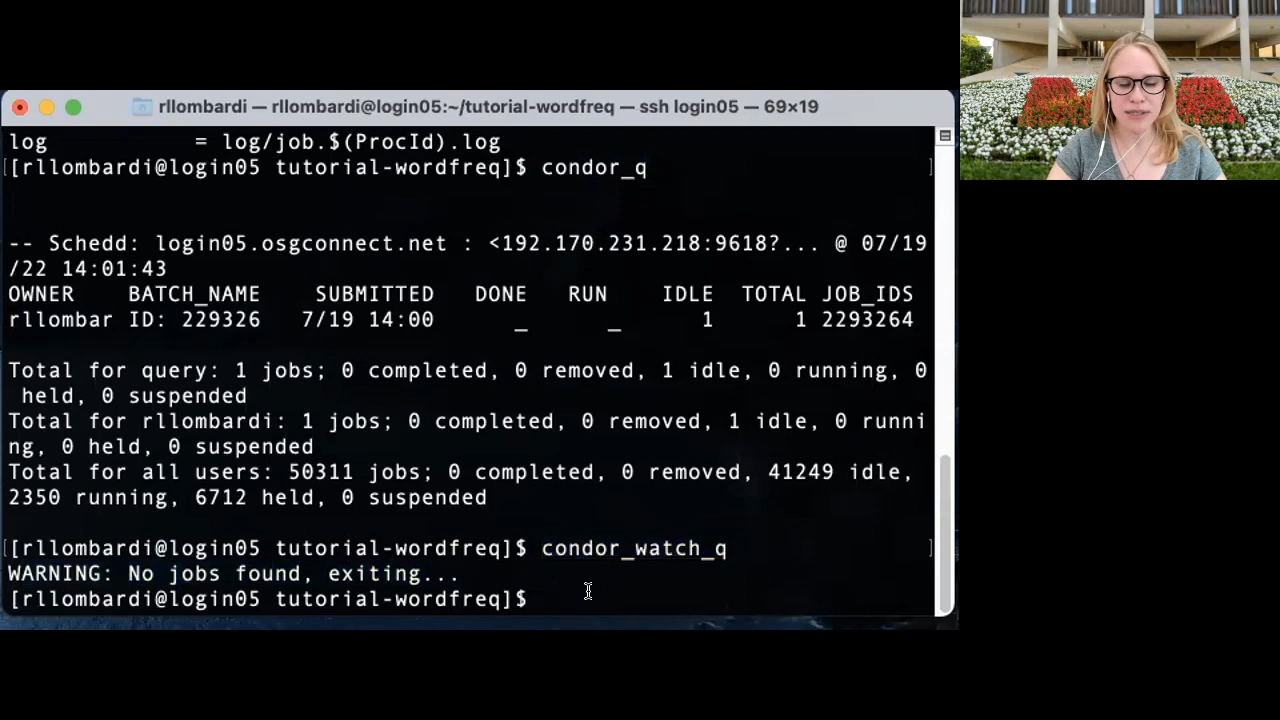 rllombardi — rllombardi@login05:~/tutorial-wordfreq — ssh login05 — 69×19
log           = log/job.$(ProcId).log
[[rllombardi@login05 tutorial-wordfreq]$ condor_q                              ]
-- Schedd: login05.osgconnect.net : <192.170.231.218:9618?... @ 07/19
/22 14:01:43
OWNER    BATCH_NAME    SUBMITTED   DONE   RUN    IDLE  TOTAL JOB_IDS
rllombar ID: 229326   7/19 14:00      _      _      1      1 2293264
Total for query: 1 jobs; 0 completed, 0 removed, 1 idle, 0 running, 0
 held, 0 suspended
Total for rllombardi: 1 jobs; 0 completed, 0 removed, 1 idle, 0 runni
ng, 0 held, 0 suspended
Total for all users: 50311 jobs; 0 completed, 0 removed, 41249 idle,
2350 running, 6712 held, 0 suspended
[[rllombardi@login05 tutorial-wordfreq]$ condor_watch_q                        ]
WARNING: No jobs found, exiting...
[rllombardi@login05 tutorial-wordfreq]$